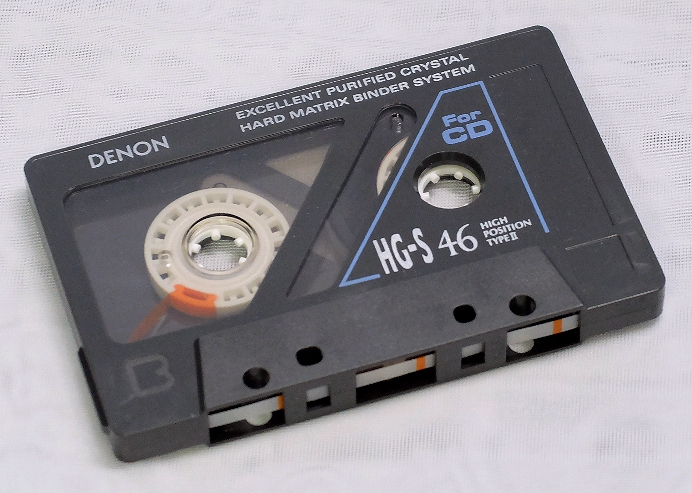 EXCELLENT PURIFIED CRYSTAL
HARD MATRIX BINDER SYSTEM
DENON
For
CD
HG-S 46 HIGH
POSITION
TYPE II
B